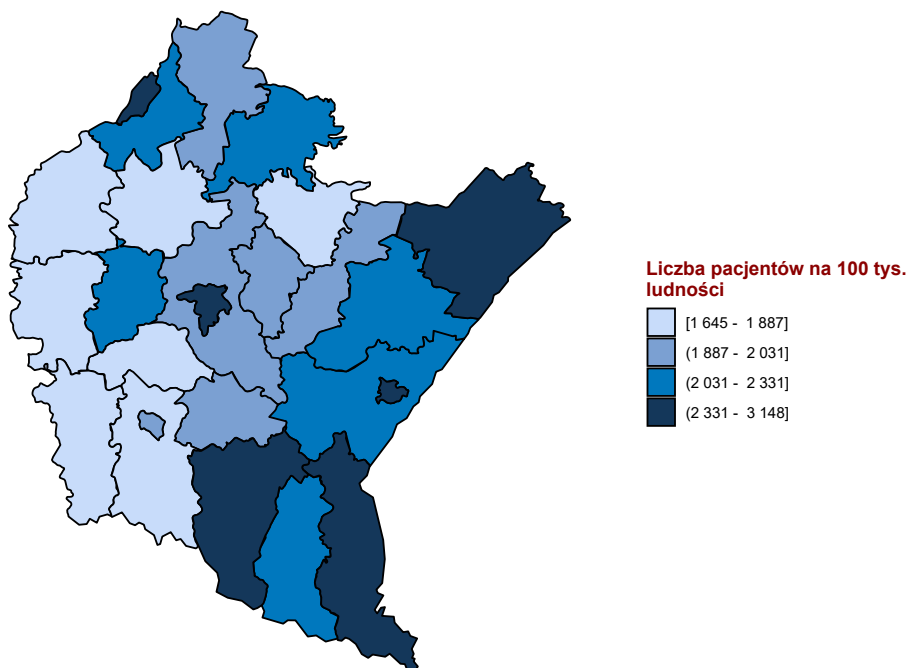 Liczba pacjentów na 100 tys.
ludności
[1 645 - 1 887]
(1 887 - 2 031]
(2 031 - 2 331]
(2 331 - 3 148]